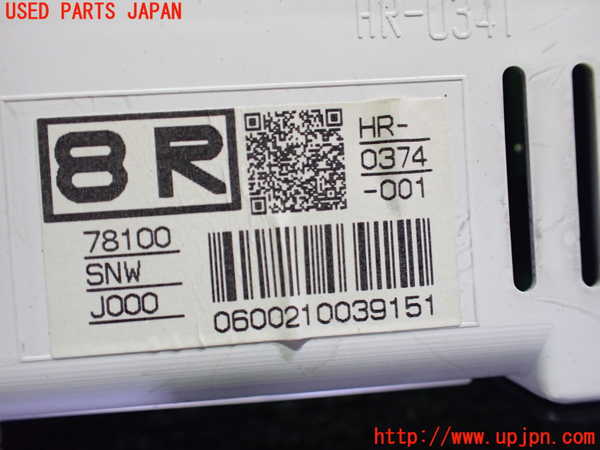 USED PARTS JAPAN
HR-0341
8R
HR-
0374
-001
78100
SNW
J000
0600210039151
http://www.upjpn.com/